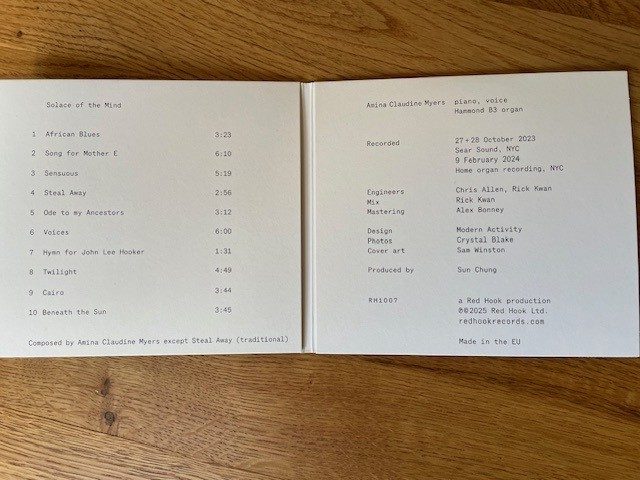 Solace of the Mind
1 African Blues 3:23
2 Song for Mother E 6:10
3 Sensuous 5:19
4 Steal Away 2:56
5 Ode to my Ancestors 3:12
6 Voices 6:00
7 Hymn for John Lee Hooker 1:31
8 Twilight 4:49
9 Cairo 3:44
10 Beneath the Sun 3:45
Composed by Amina Claudine Myers except Steal Away (traditional)
Amina Claudine Myers piano, voice
Hammond B3 organ
Recorded 27+28 October 2023
Sear Sound, NYC
9 February 2024
Home organ recording, NYC
Engineers Chris Allen, Rick Kwan
Mix Rick Kwan
Mastering Alex Bonney
Design Modern Activity
Photos Crystal Blake
Cover art Sam Winston
Produced by Sun Chung
RH1007 a Red Hook production
℗©2025 Red Hook Ltd.
redhookrecords.com
Made in the EU